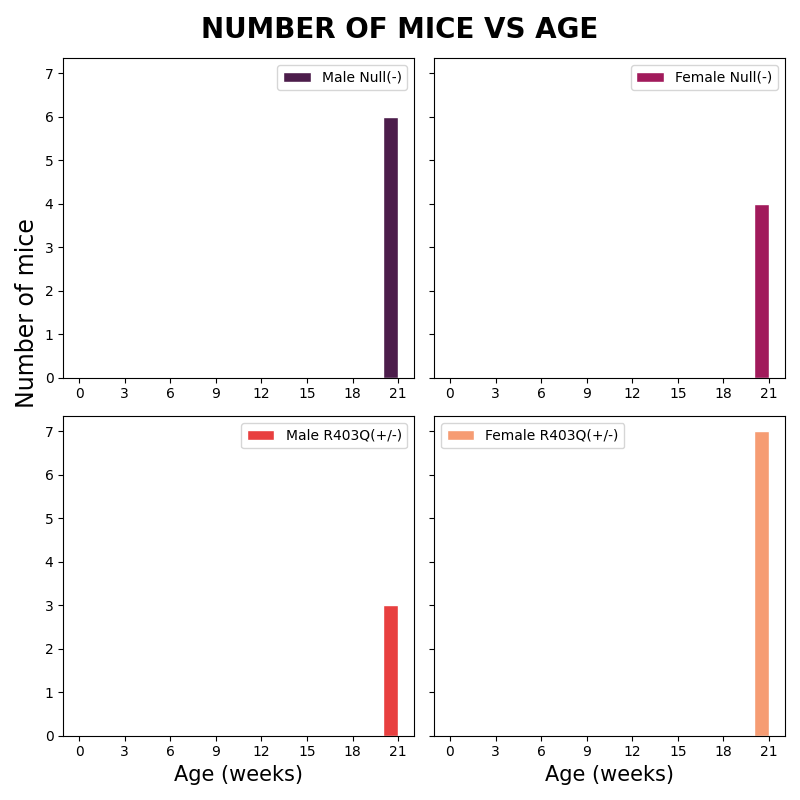 NUMBER OF MICE VS AGE
Number of mice
Male Null(-)
7
6
5
4
3
2
1
0
0 3 6 9 12 15 18 21
Female Null(-)
0 3 6 9 12 15 18 21
Male R403Q(+/-)
7
6
5
4
3
2
1
0
0 3 6 9 12 15 18 21
Age (weeks)
Female R403Q(+/-)
0 3 6 9 12 15 18 21
Age (weeks)